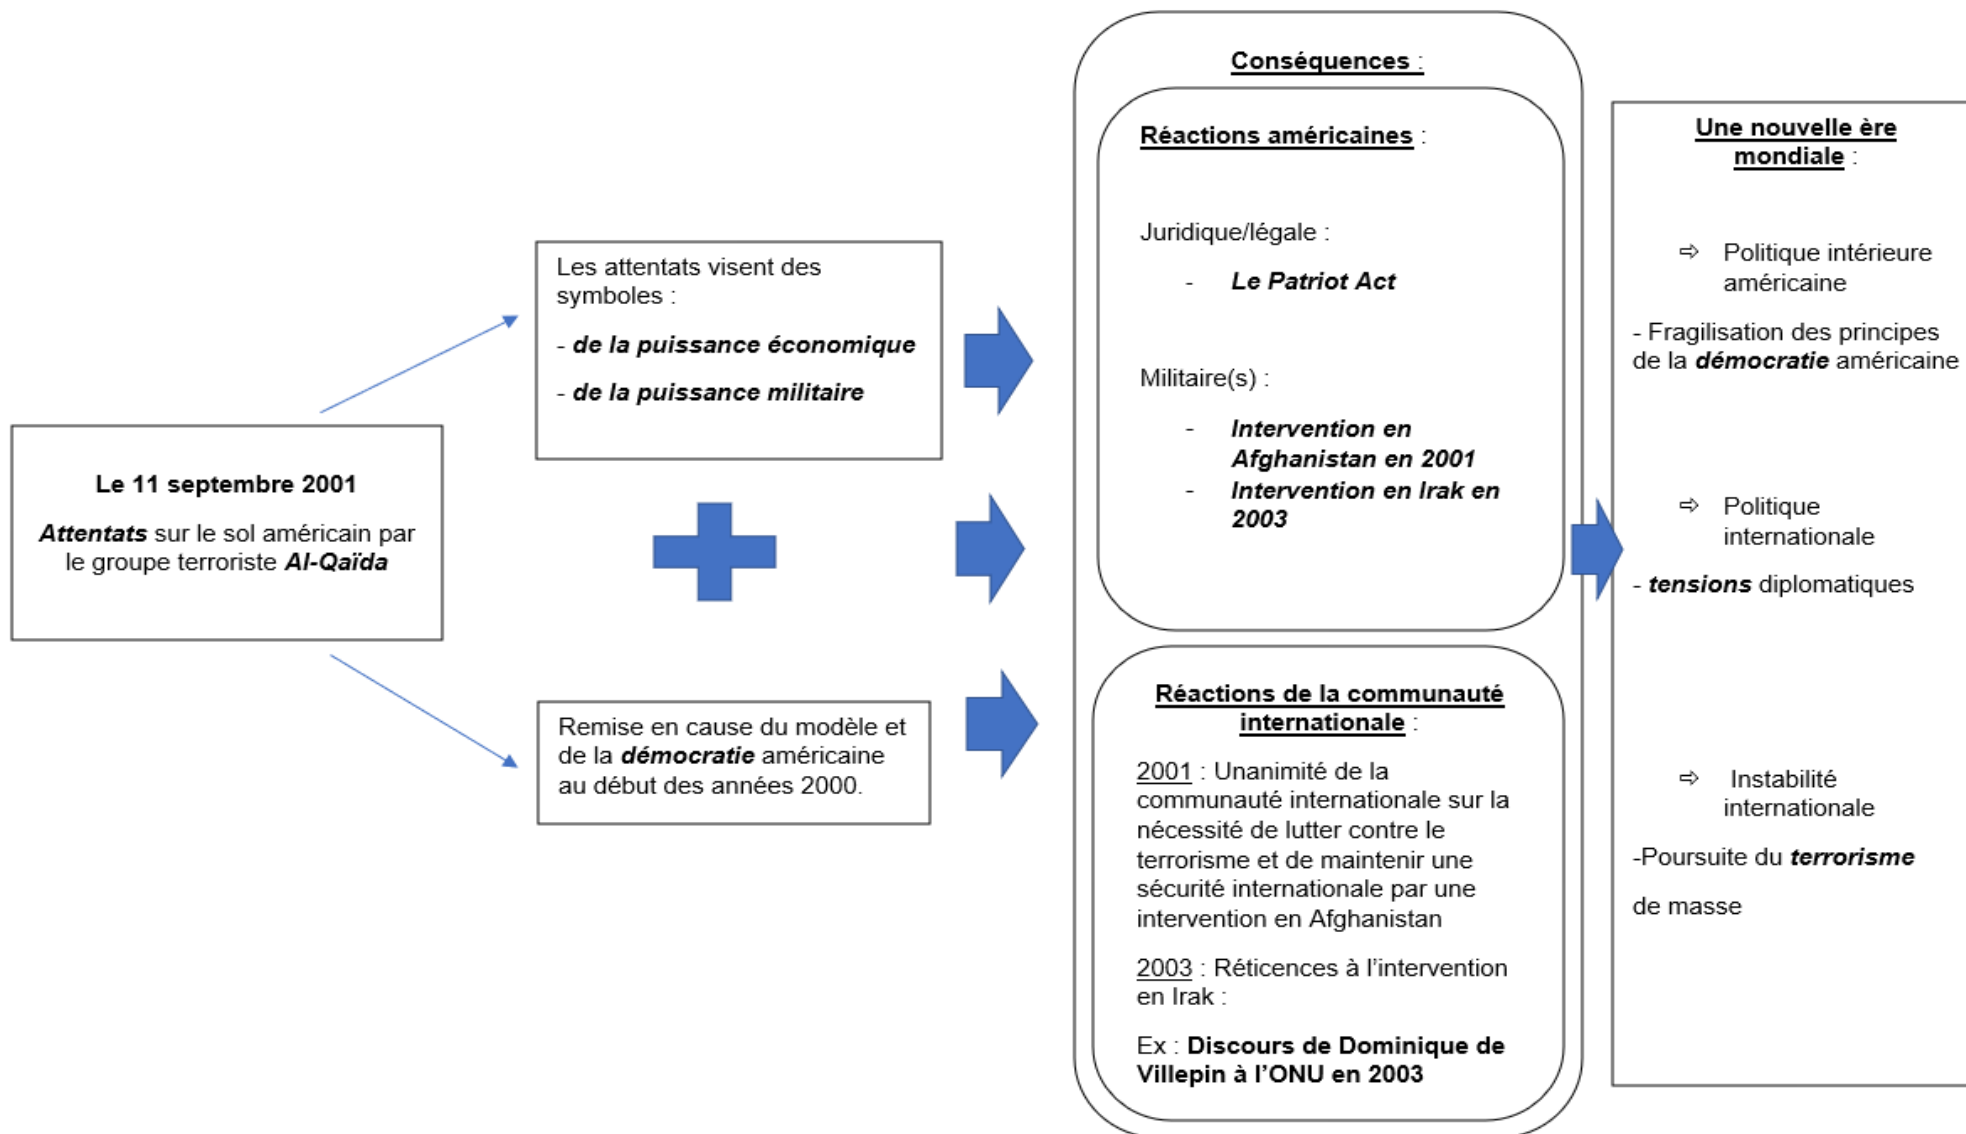 Le 11 septembre 2001
Attentats sur le sol américain par
le groupe terroriste Al-Qaïda
Les attentats visent des
symboles :
- de la puissance économique
- de la puissance militaire
Remise en cause du modèle et
de la démocratie américaine
au début des années 2000.
Conséquences :
Réactions américaines :
Juridique/légale :
- Le Patriot Act
Militaire(s) :
- Intervention en
Afghanistan en 2001
- Intervention en Irak en
2003
Réactions de la communauté
internationale :
2001 : Unanimité de la
communauté internationale sur la
nécessité de lutter contre le
terrorisme et de maintenir une
sécurité internationale par une
intervention en Afghanistan
2003 : Réticences à l'intervention
en Irak :
Ex : Discours de Dominique de
Villepin à l'ONU en 2003
Une nouvelle ère
mondiale :
⇨ Politique intérieure
américaine
- Fragilisation des principes
de la démocratie américaine
⇨ Politique
internationale
- tensions diplomatiques
⇨ Instabilité
internationale
-Poursuite du terrorisme
de masse